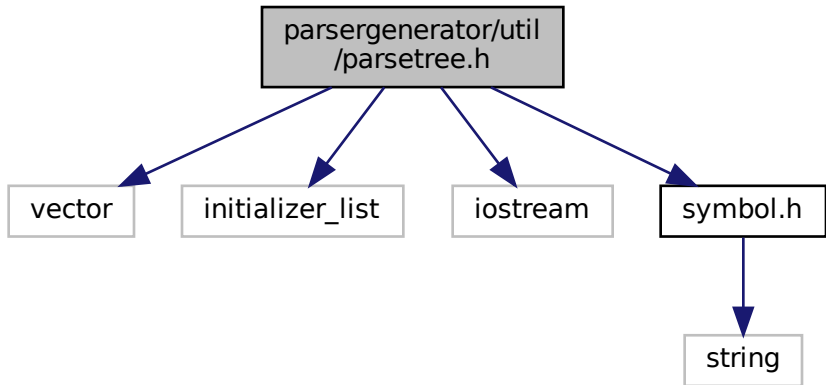 parsergenerator/util
/parsetree.h
vector
initializer_list
iostream
symbol.h
string